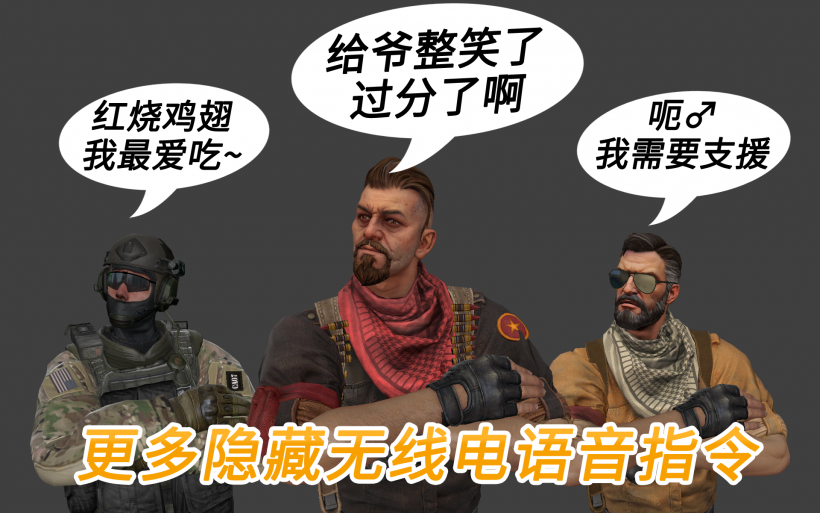 给爷整笑了
过分了啊
红烧鸡翅
我最爱吃~
呃♂
我需要支援
更多隐藏无线电语音指令